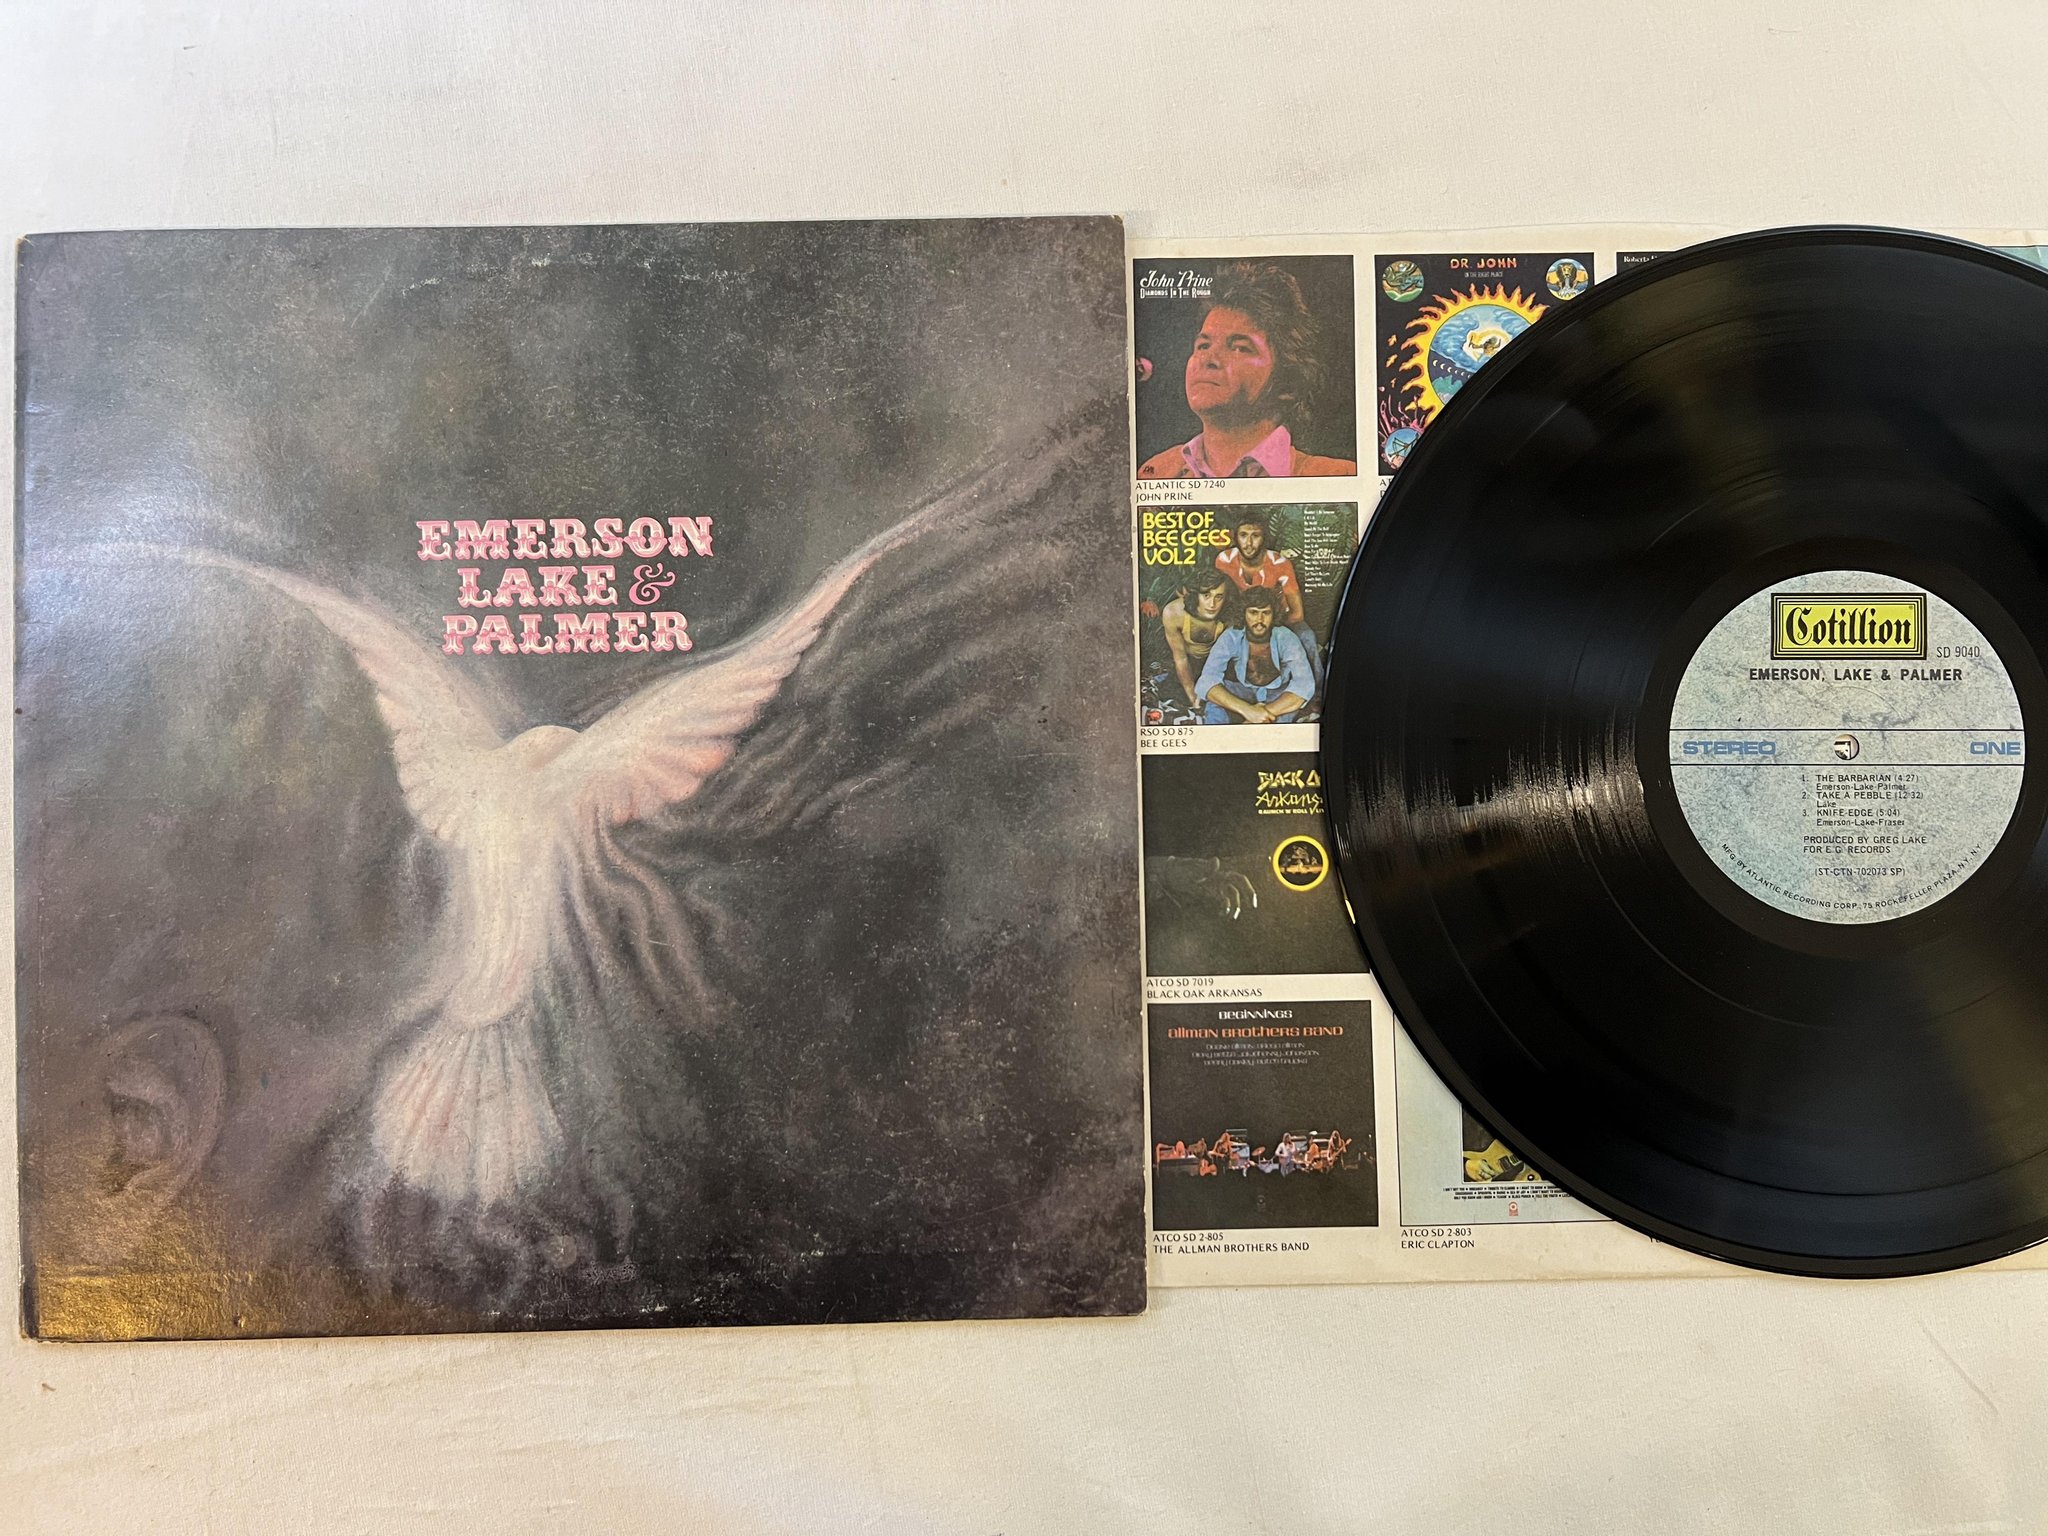 EMERSON
LAKE &
PALMER
John Prine
DIAMONDS IN THE ROUGH
ATLANTIC SD 7240
JOHN PRINE
DR. JOHN
BEST OF
BEE GEES
VOL2
RSO SO 875
BEE GEES
BLACK
ARKANS
ATCO SD 7019
BLACK OAK ARKANSAS
BEGINNINGS
ALLMAN BROTHERS BAND
ATCO SD 2-805
THE ALLMAN BROTHERS BAND
ATCO SD 2-803
ERIC CLAPTON
Cotillion
SD 9040
EMERSON, LAKE & PALMER
STEREO ONE
1. THE BARBARIAN (4:27)
Emerson-Lake-Palmer
2. TAKE A PEBBLE (12:32)
Lake
3. KNIFE-EDGE (5:04)
Emerson-Lake-Fraser
PRODUCED BY GREG LAKE
FOR E.G. RECORDS
(ST-CTN-702073 SP)
MFG. BY ATLANTIC RECORDING CORP., 75 ROCKEFELLER PLAZA, N.Y., N.Y.